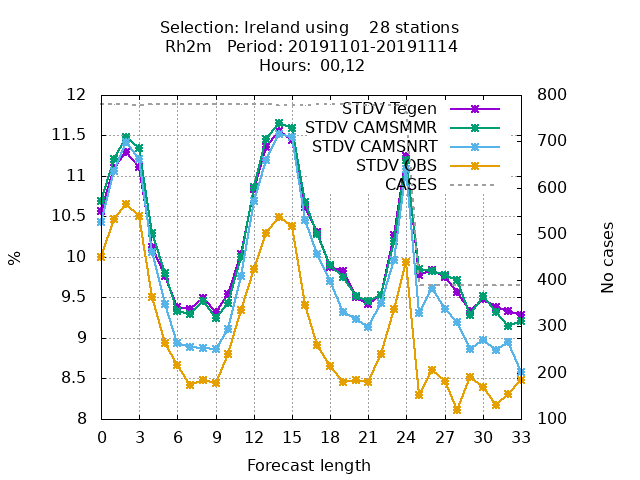 Selection: Ireland using    28 stations
Rh2m   Period: 20191101-20191114
Hours:  00,12
12
11.5
11
10.5
10
9.5
9
8.5
8
800
700
600
500
400
300
200
100
STDV Tegen
STDV CAMSMMR
STDV CAMSNRT
STDV OBS
CASES
%
No cases
0 3 6 9 12 15 18 21 24 27 30 33
Forecast length